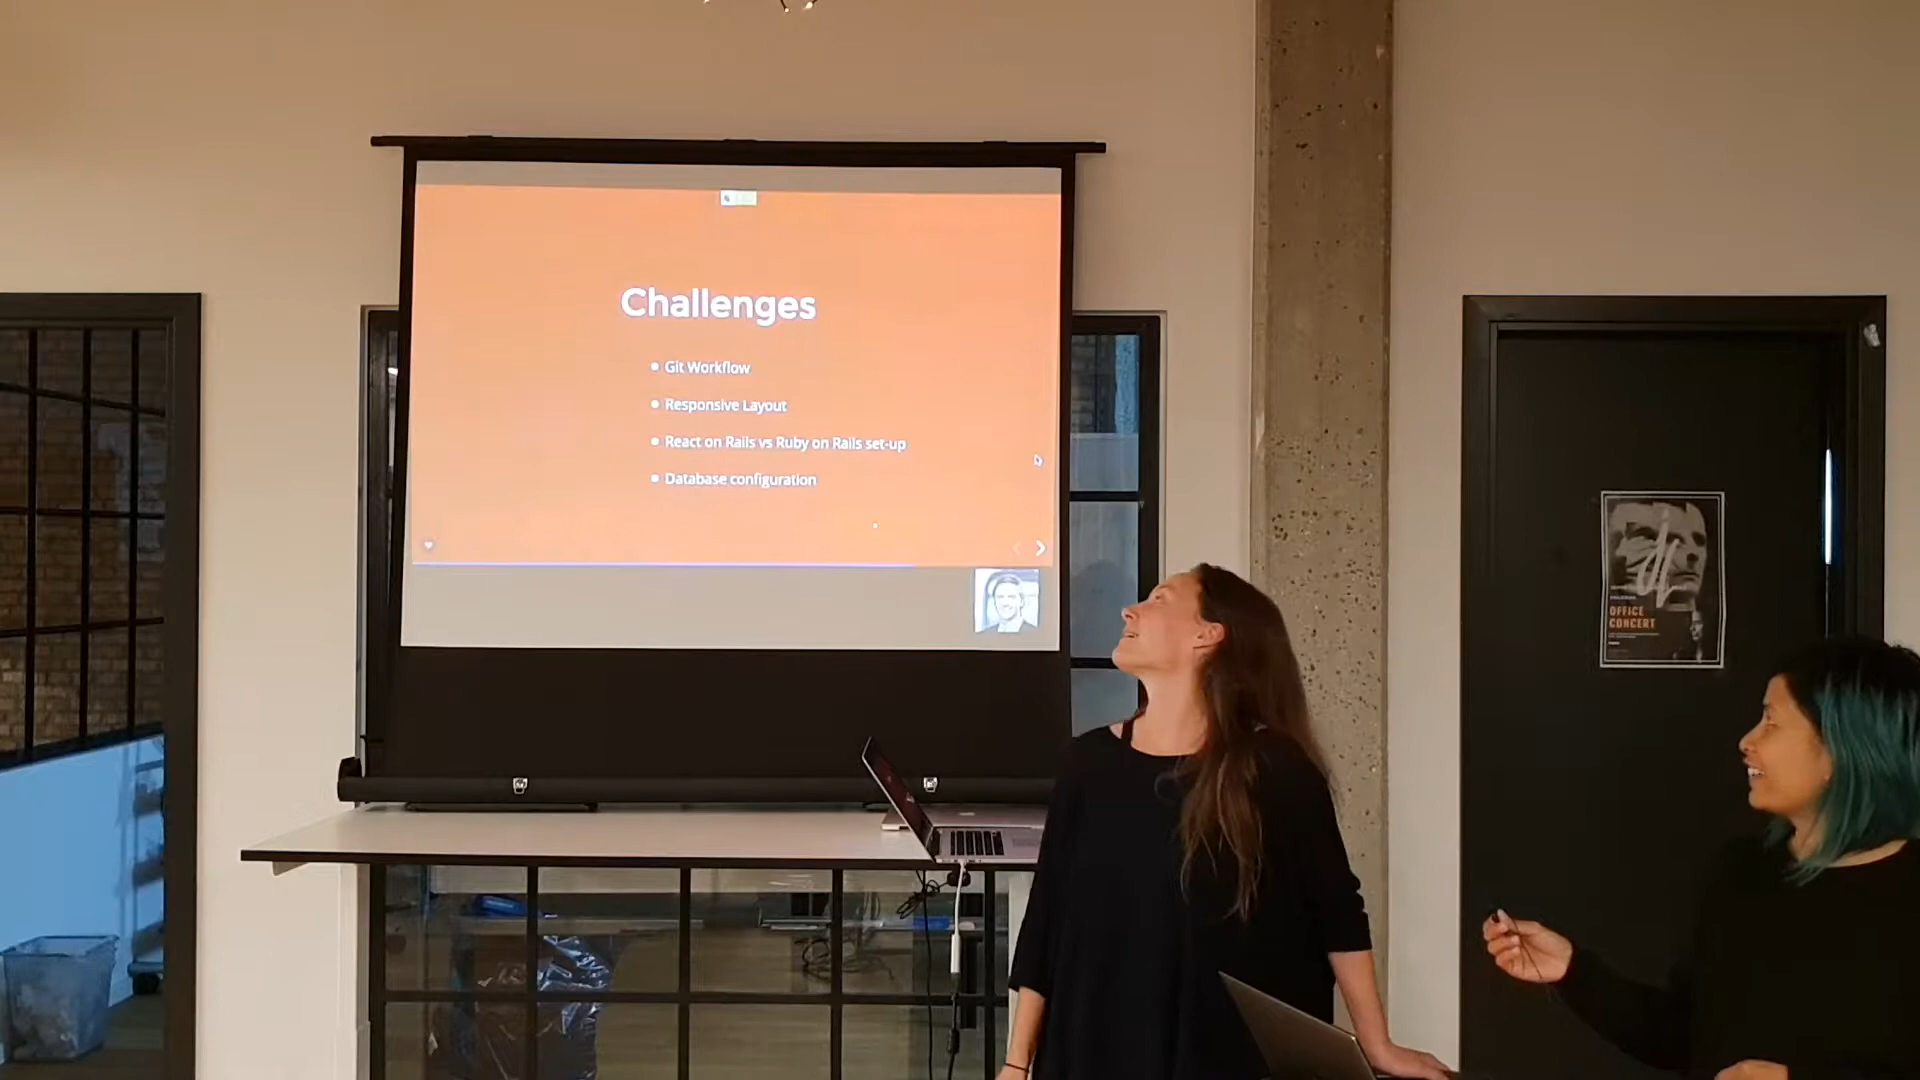 Challenges
Git Workflow
Responsive Layout
React on Rails vs Ruby on Rails set-up
Database configuration
OFFICE
CONCERT